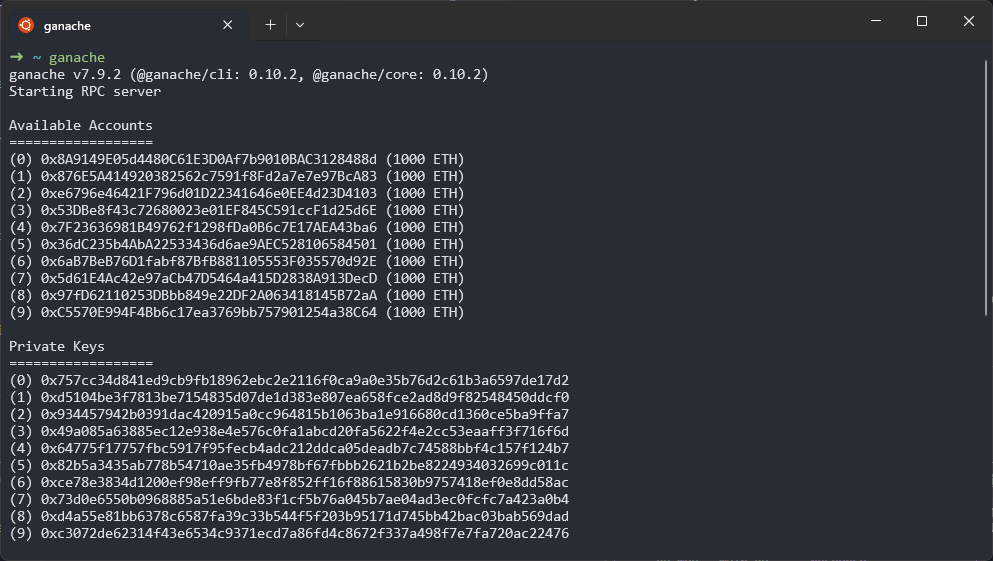 ganache
→ ~ ganache
ganache v7.9.2 (@ganache/cli: 0.10.2, @ganache/core: 0.10.2)
Starting RPC server
Available Accounts
==================
(0) 0x8A9149E05d4480C61E3D0Af7b9010BAC3128488d (1000 ETH)
(1) 0x876E5A414920382562c7591f8Fd2a7e7e97BcA83 (1000 ETH)
(2) 0xe6796e46421F796d01D22341646e0EE4d23D4103 (1000 ETH)
(3) 0x53DBe8f43c72680023e01EF845C591ccF1d25d6E (1000 ETH)
(4) 0x7F23636981B49762f1298fDa0B6c7E17AEA43ba6 (1000 ETH)
(5) 0x36dC235b4AbA22533436d6ae9AEC528106584501 (1000 ETH)
(6) 0x6aB7BeB76D1fabf87BfB881105553F035570d92E (1000 ETH)
(7) 0x5d61E4Ac42e97aCb47D5464a415D2838A913DecD (1000 ETH)
(8) 0x97fD62110253DBbb849e22DF2A063418145B72aA (1000 ETH)
(9) 0xC5570E994F4Bb6c17ea3769bb757901254a38C64 (1000 ETH)
Private Keys
==================
(0) 0x757cc34d841ed9cb9fb18962ebc2e2116f0ca9a0e35b76d2c61b3a6597de17d2
(1) 0xd5104be3f7813be7154835d07de1d383e807ea658fce2ad8d9f82548450ddcf0
(2) 0x934457942b0391dac420915a0cc964815b1063ba1e916680cd1360ce5ba9ffa7
(3) 0x49a085a63885ec12e938e4e576c0fa1abcd20fa5622f4e2cc53eaaff3f716f6d
(4) 0x64775f17757fbc5917f95fecb4adc212ddca05deadb7c74588bbf4c157f124b7
(5) 0x82b5a3435ab778b54710ae35fb4978bf67fbbb2621b2be8224934032699c011c
(6) 0xce78e3834d1200ef98eff9fb77e8f852ff16f88615830b9757418ef0e8dd58ac
(7) 0x73d0e6550b0968885a51e6bde83f1cf5b76a045b7ae04ad3ec0fcfc7a423a0b4
(8) 0xd4a55e81bb6378c6587fa39c33b544f5f203b95171d745bb42bac03bab569dad
(9) 0xc3072de62314f43e6534c9371ecd7a86fd4c8672f337a498f7e7fa720ac22476